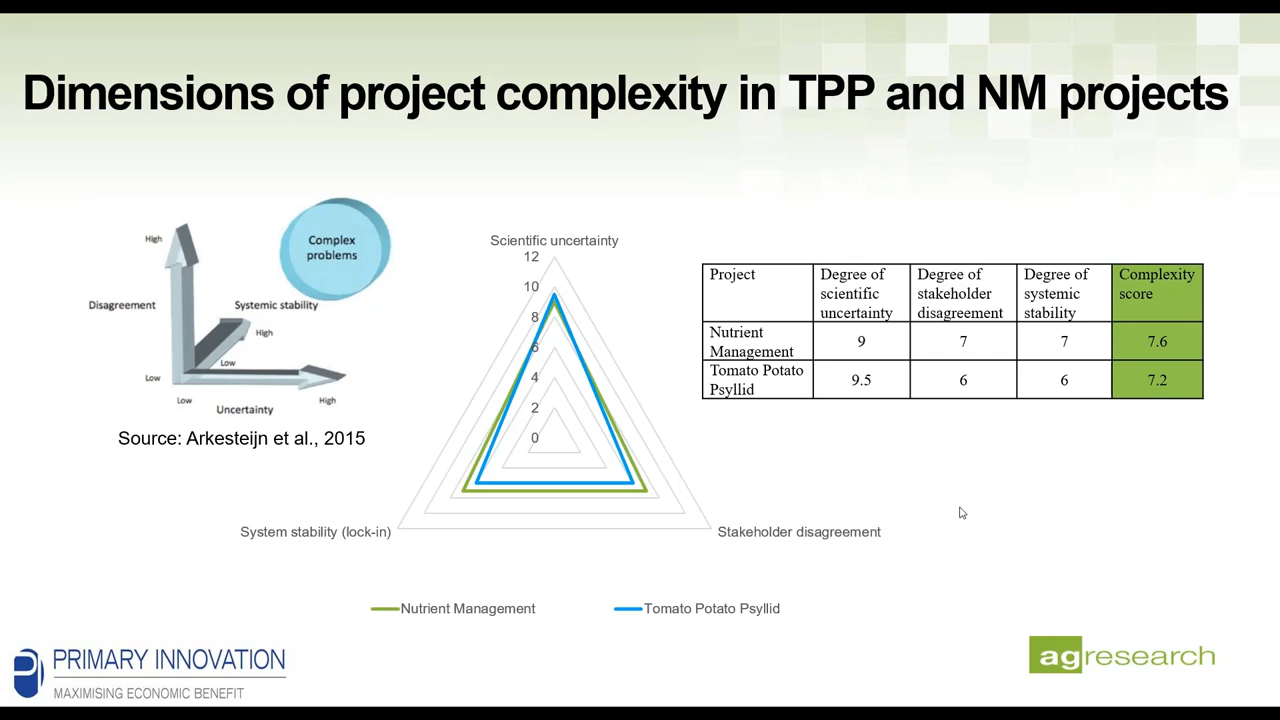 Dimensions of project complexity in TPP and NM projects
High
Complex
problems
Disagreement
Systemic stability
High
Low
Low
Low
High
Uncertainty
Source: Arkesteijn et al., 2015
Scientific uncertainty
12
10
8
6
4
2
0
System stability (lock-in)
Stakeholder disagreement
Nutrient Management
Tomato Potato Psyllid
Project
Degree of
scientific
uncertainty
Degree of
stakeholder
disagreement
Degree of
systemic
stability
Complexity
score
Nutrient
Management
9
7
7
7.6
Tomato Potato
Psyllid
9.5
6
6
7.2
PRIMARY INNOVATION
MAXIMISING ECONOMIC BENEFIT
agresearch